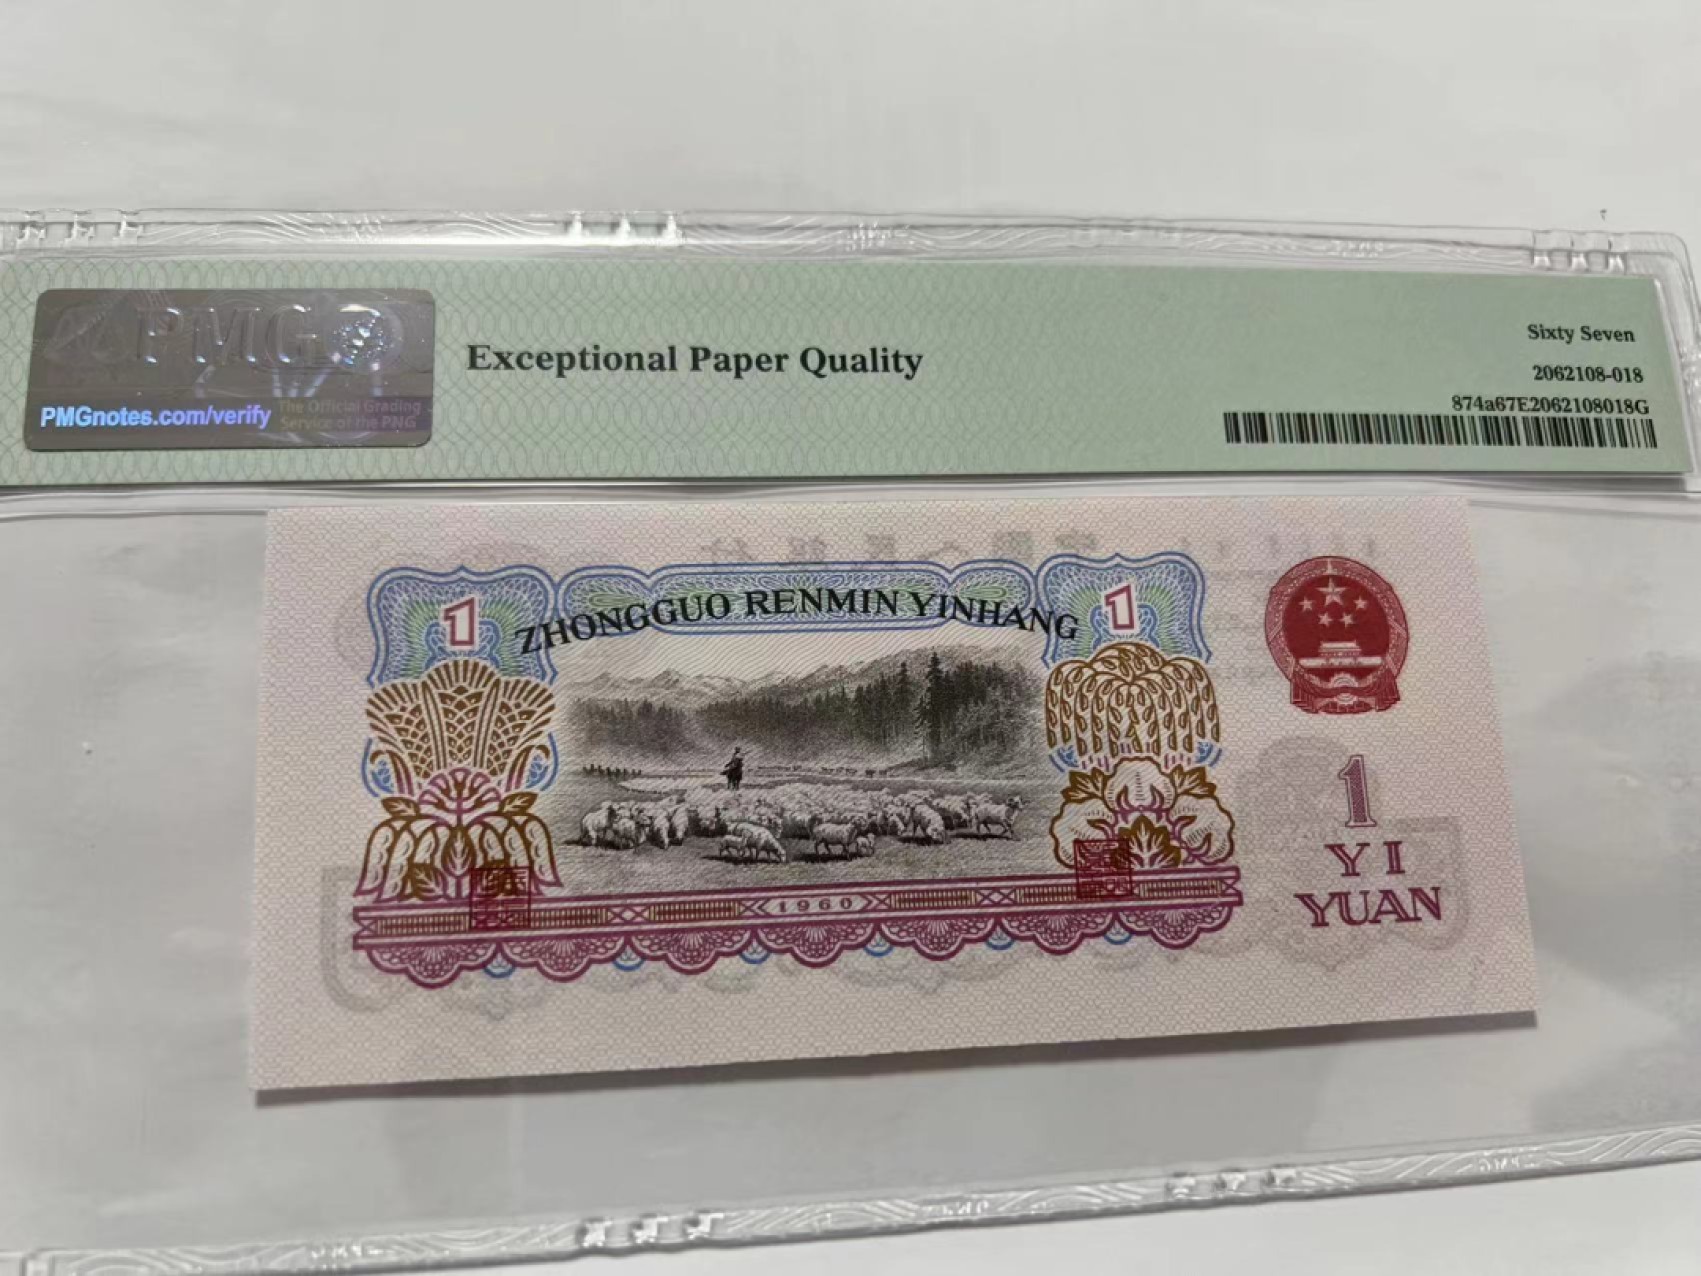 PMG
PMGnotes.com/verify
The Official Grading
Service of the PNG
Exceptional Paper Quality
Sixty Seven
2062108-018
874a67E2062108018G
1
ZHONGGUO RENMIN YINHANG
1
1960
1
YI
YUAN